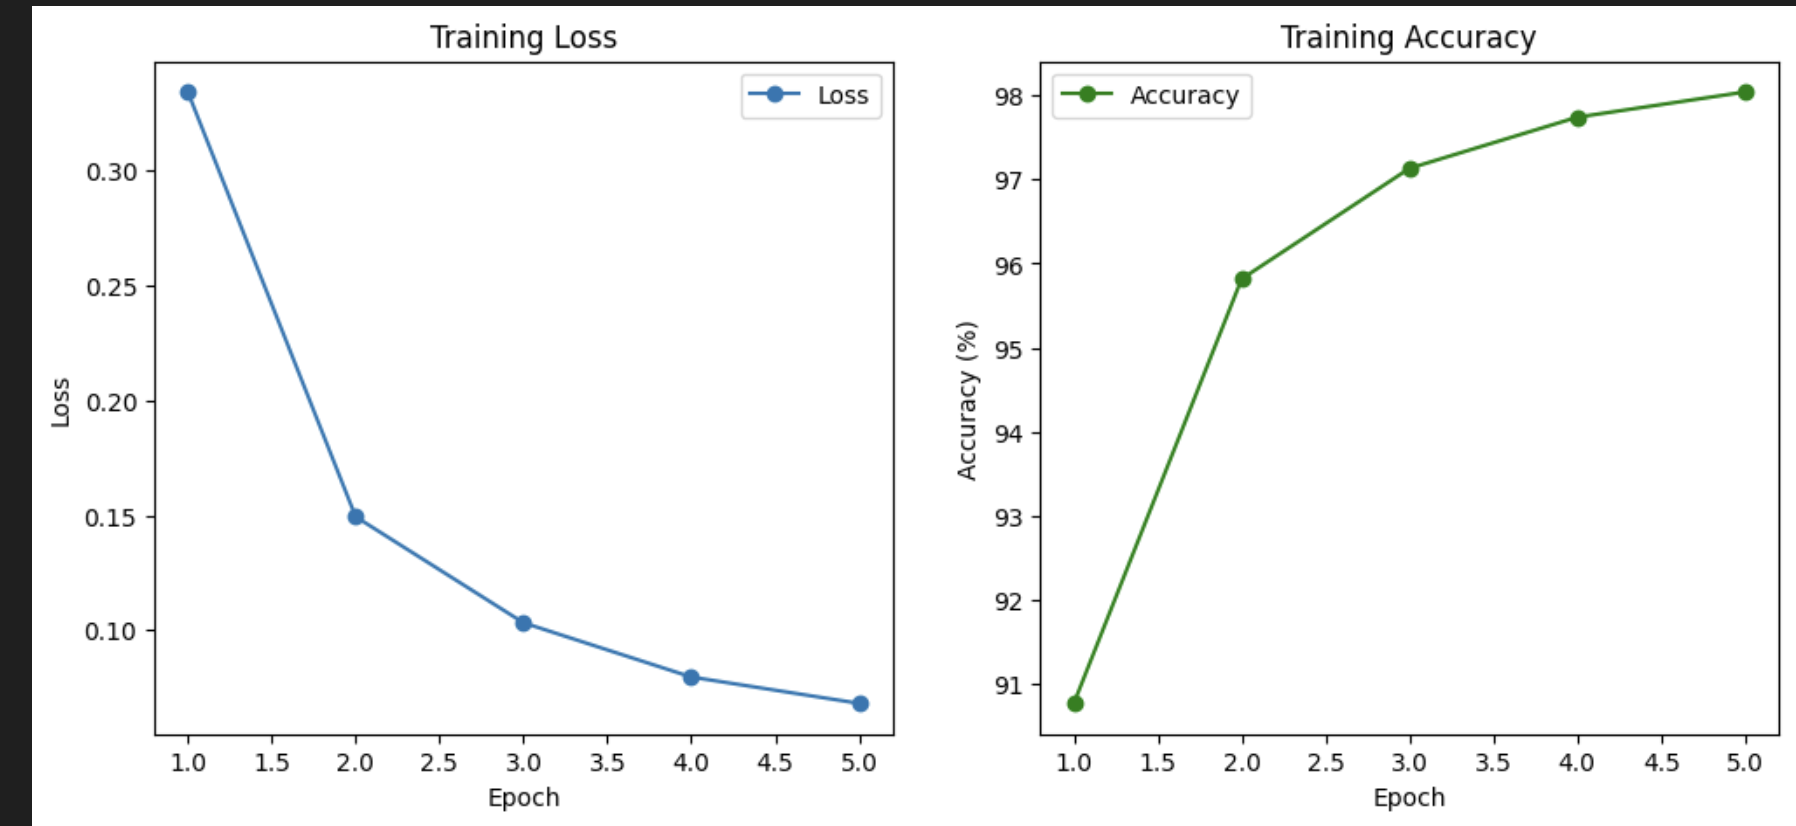 Training Loss
Loss
0.30
0.25
0.20
0.15
0.10
Loss
1.0 1.5 2.0 2.5 3.0 3.5 4.0 4.5 5.0
Epoch
Training Accuracy
Accuracy
98
97
96
95
94
93
92
91
Accuracy (%)
1.0 1.5 2.0 2.5 3.0 3.5 4.0 4.5 5.0
Epoch